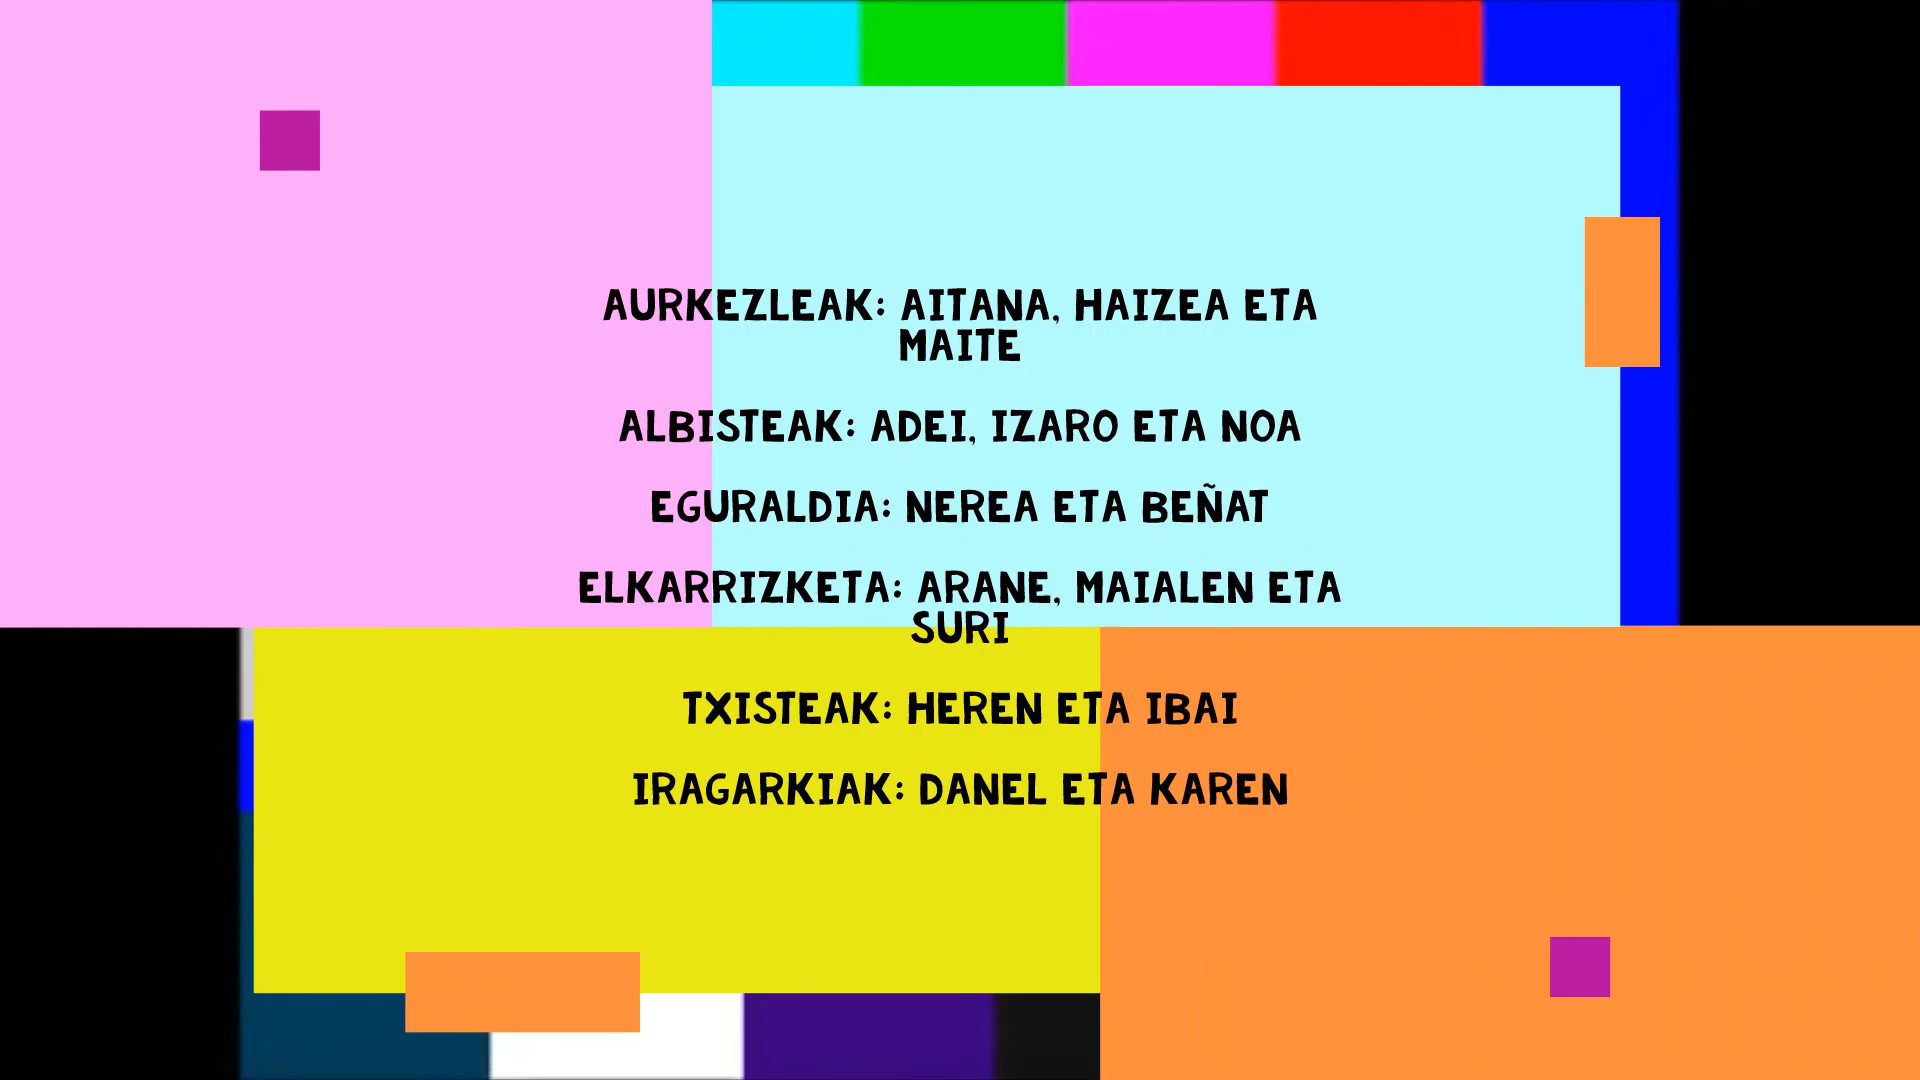 AURKEZLEAK: AITANA, HAIZEA ETA
MAITE
ALBISTEAK: ADEI, IZARO ETA NOA
EGURALDIA: NEREA ETA BEÑAT
ELKARRIZKETA: ARANE, MAIALEN ETA
SURI
TXISTEAK: HEREN ETA IBAI
IRAGARKIAK: DANEL ETA KAREN